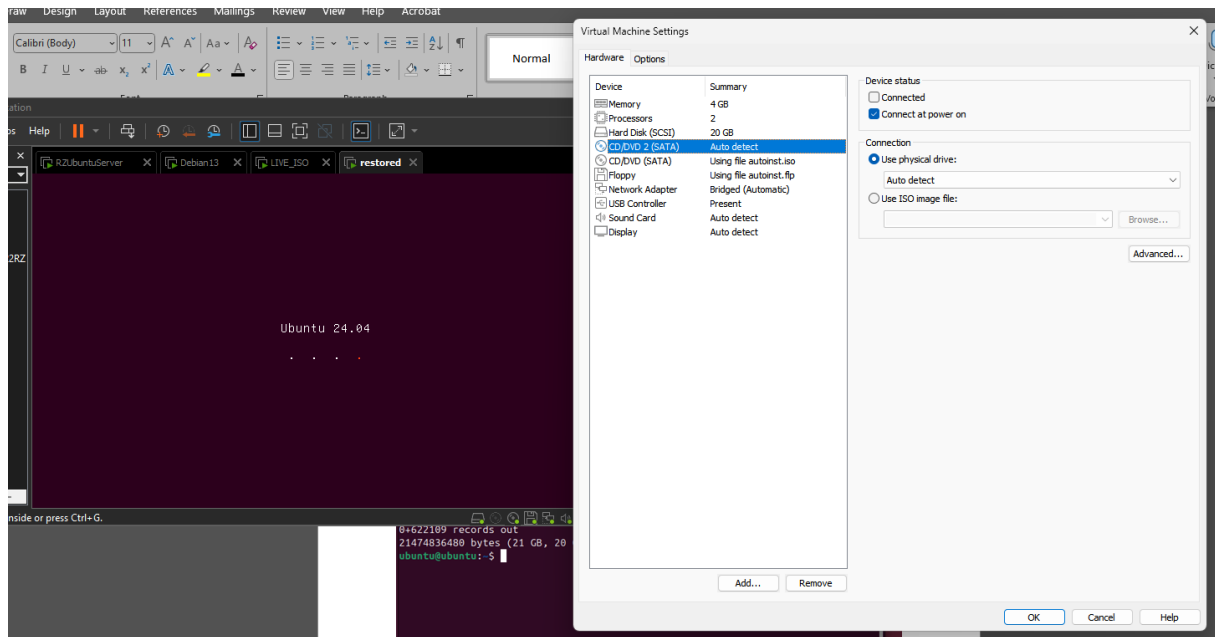 raw Design Layout References Mailings Review View Help Acrobat
Calibri (Body) 11 A^ A˅ Aa A
B I U ab x₂ x² A A
Normal
ation
os Help
RZUbuntuServer X Debian13 X LIVE_ISO X restored X
2RZ
Ubuntu 24.04
. . . .
nside or press Ctrl+G.
0+622109 records out
21474836480 bytes (21 GB, 20
ubuntu@ubuntu:~$
Virtual Machine Settings
Hardware Options
Device Summary
Memory 4 GB
Processors 2
Hard Disk (SCSI) 20 GB
CD/DVD 2 (SATA) Auto detect
CD/DVD (SATA) Using file autoinst.iso
Floppy Using file autoinst.flp
Network Adapter Bridged (Automatic)
USB Controller Present
Sound Card Auto detect
Display Auto detect
Add... Remove
Device status
Connected
Connect at power on
Connection
Use physical drive:
Auto detect
Use ISO image file:
Browse...
Advanced...
OK Cancel Help